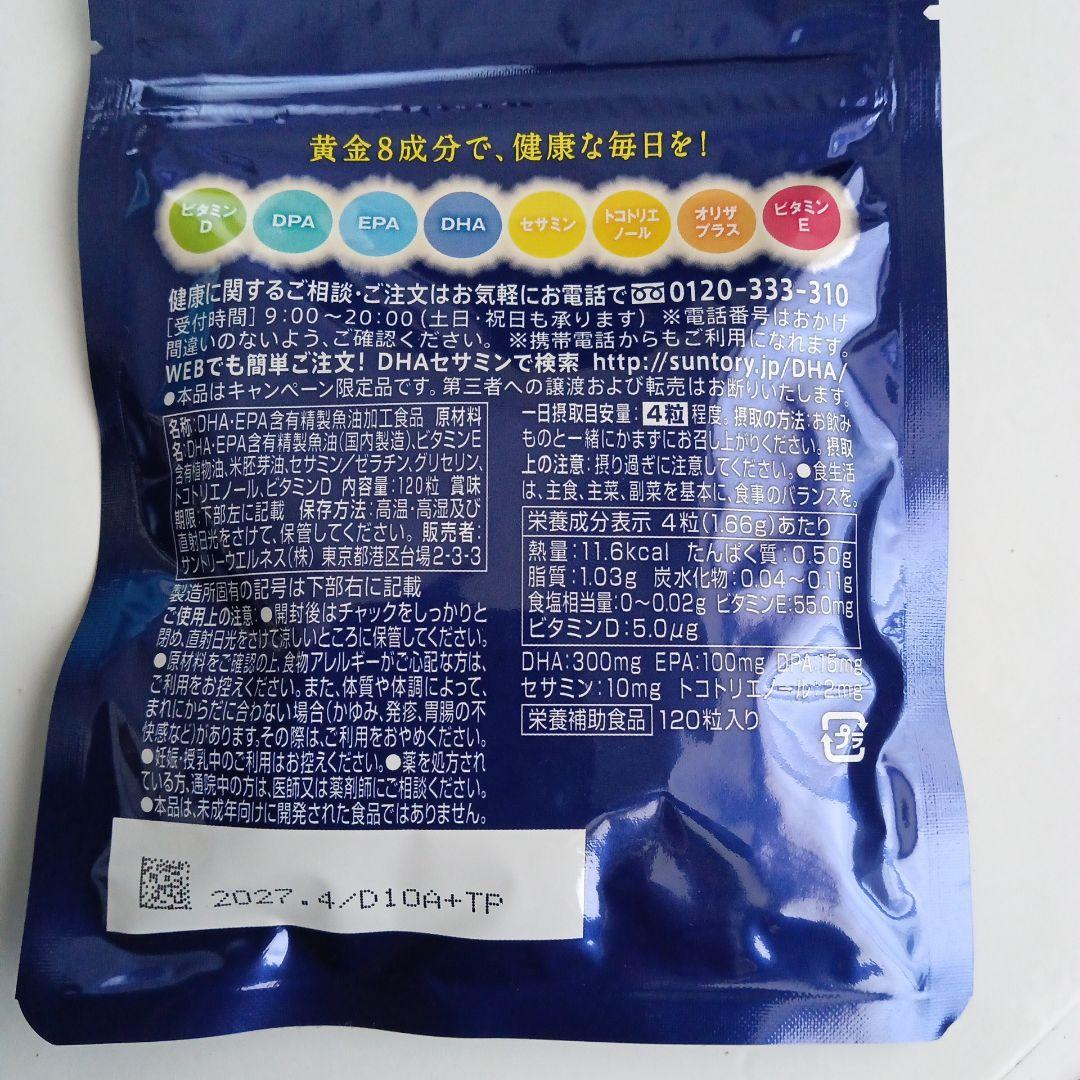 黄金8成分で、健康な毎日を!
ビタミン
D
DPA
EPA
DHA
セサミン
トコトリエ
ノール
オリザ
プラス
ビタミン
E
健康に関するご相談・ご注文はお気軽にお電話で 0120-333-310
[受付時間] 9:00〜20:00(土日・祝日も承ります) ※電話番号はおかけ
間違いのないよう、ご確認ください。 ※携帯電話からもご利用になれます。
WEBでも簡単ご注文! DHAセサミンで検索 http://suntory.jp/DHA/
●本品はキャンペーン限定品です。第三者への譲渡および転売はお断りいたします。
名称:DHA・EPA含有精製魚油加工食品 原材料
名:DHA・EPA含有精製魚油(国内製造)、ビタミンE
含有植物油、米胚芽油、セサミン/ゼラチン、グリセリン、
トコトリエノール、ビタミンD 内容量:120粒 賞味
期限:下部左に記載 保存方法:高温・高湿及び
直射日光をさけて、保管してください。 販売者:
サントリーウエルネス(株) 東京都港区台場2-3-3
製造所固有の記号は下部右に記載
ご使用上の注意:●開封後はチャックをしっかりと
閉め、直射日光をさけて涼しいところに保管してください。
●原材料をご確認の上、食物アレルギーがご心配な方は、
ご利用をお控えください。また、体質や体調によって、
まれにからだに合わない場合(かゆみ、発疹、胃腸の不
快感など)があります。その際は、ご利用をおやめください。
●妊娠・授乳中のご利用はお控えください。●薬を処方され
ている方、通院中の方は、医師又は薬剤師にご相談ください。
●本品は、未成年向けに開発された食品ではありません。
一日摂取目安量:4粒程度。摂取の方法:お飲み
ものと一緒にかまずにお召し上がりください。摂取
上の注意:摂り過ぎに注意してください。●食生活
は、主食、主菜、副菜を基本に、食事のバランスを。
栄養成分表示 4粒(1.66g)あたり
熱量:11.6kcal たんぱく質:0.50g
脂質:1.03g 炭水化物:0.04〜0.11g
食塩相当量:0〜0.02g ビタミンE:55.0mg
ビタミンD:5.0μg
DHA:300mg EPA:100mg DPA:15mg
セサミン:10mg トコトリエノール:2mg
栄養補助食品 120粒入り
プラ
2027.4/D10A+TP